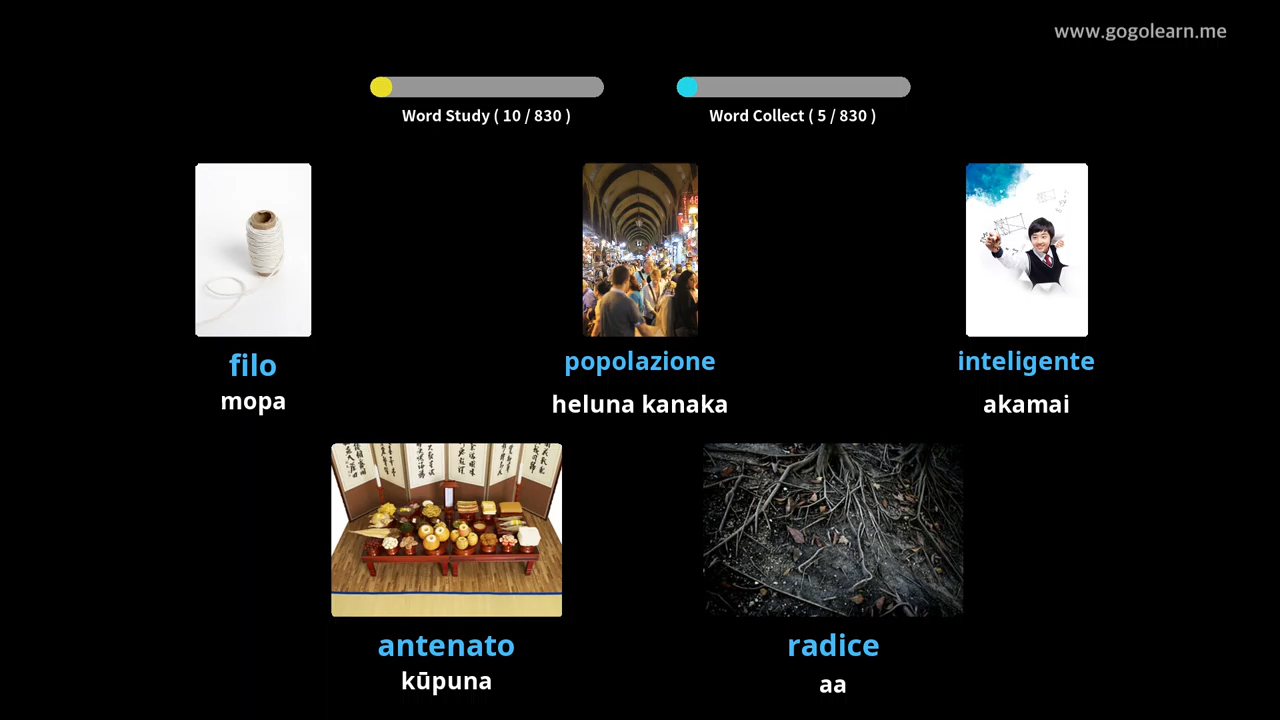 www.gogolearn.me
Word Study ( 10 / 830 )
Word Collect ( 5 / 830 )
filo
mopa
popolazione
heluna kanaka
inteligente
akamai
antenato
kūpuna
radice
aa